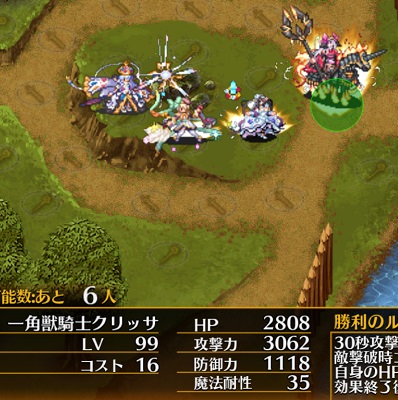 能数:あと 6人
一角獣騎士クリッサ
LV 99
コスト 16
HP 2808
攻撃力 3062
防御力 1118
魔法耐性 35
勝利のル
30秒攻撃
敵撃破時
自身のHP
効果終了後